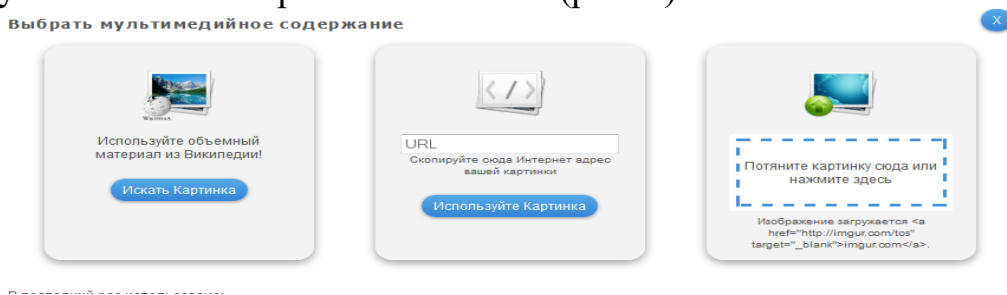 Выбрать мультимедийное содержание
X
WIKIPEDIA
Используйте объемный
материал из Википедии!
Искать Картинка
URL
Скопируйте сюда Интернет адрес
вашей картинки
Используйте Картинка
Потяните картинку сюда или
нажмите здесь
Изображение загружается <a
href="http://imgur.com/tos"
target="_blank">imgur.com</a>.